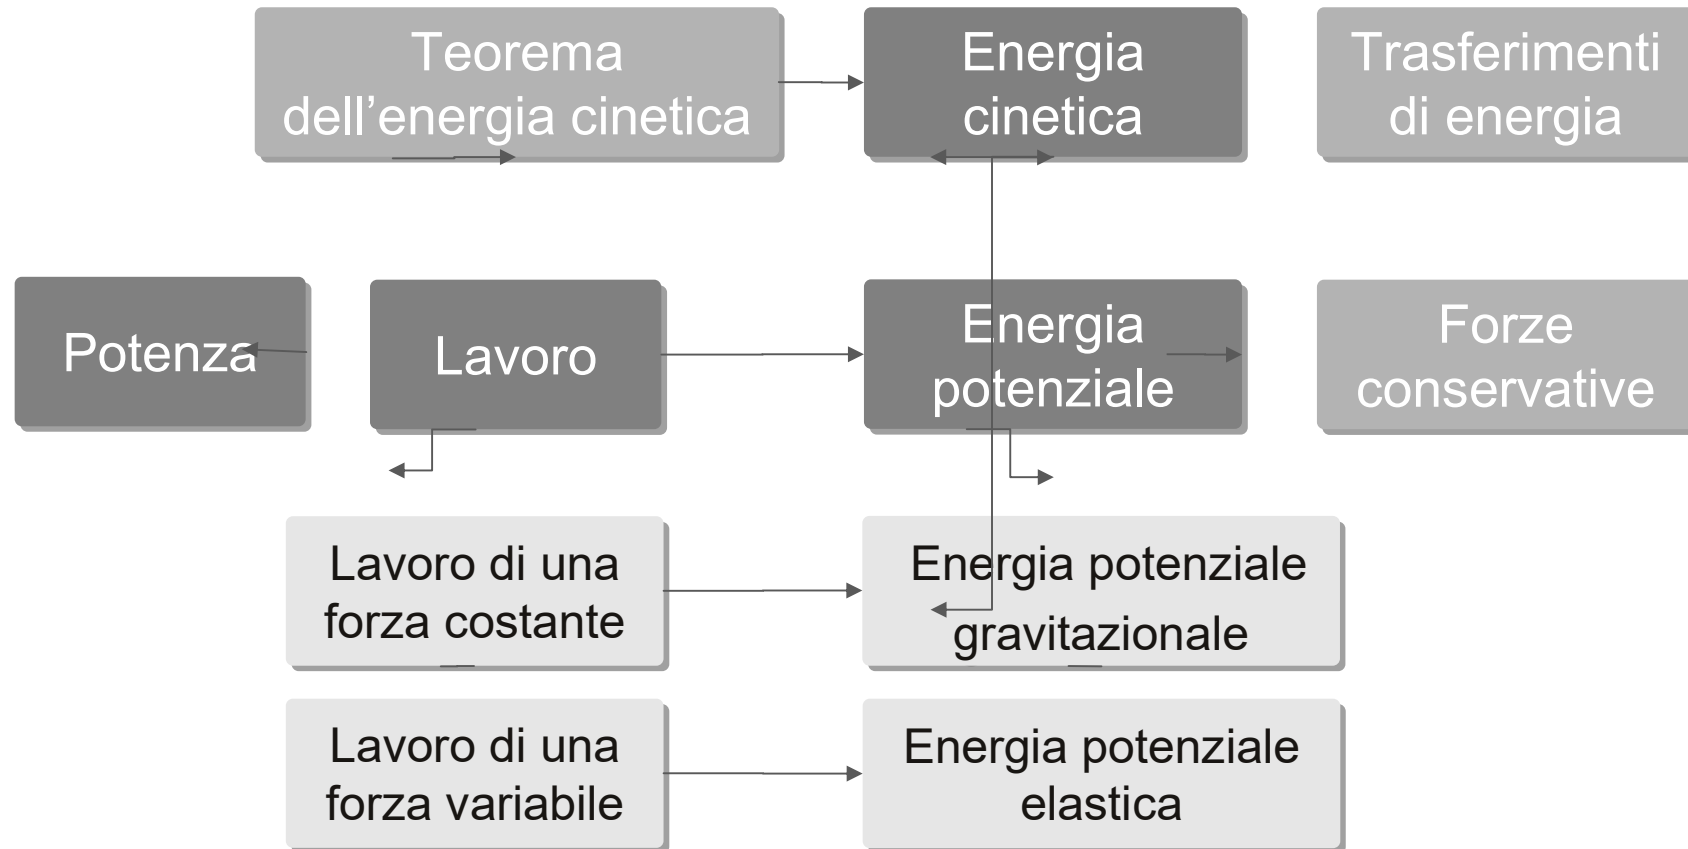 Teorema
dell’energia cinetica
Energia
cinetica
Trasferimenti
di energia
Potenza
Lavoro
Energia
potenziale
Forze
conservative
Lavoro di una
forza costante
Energia potenziale
gravitazionale
Lavoro di una
forza variabile
Energia potenziale
elastica